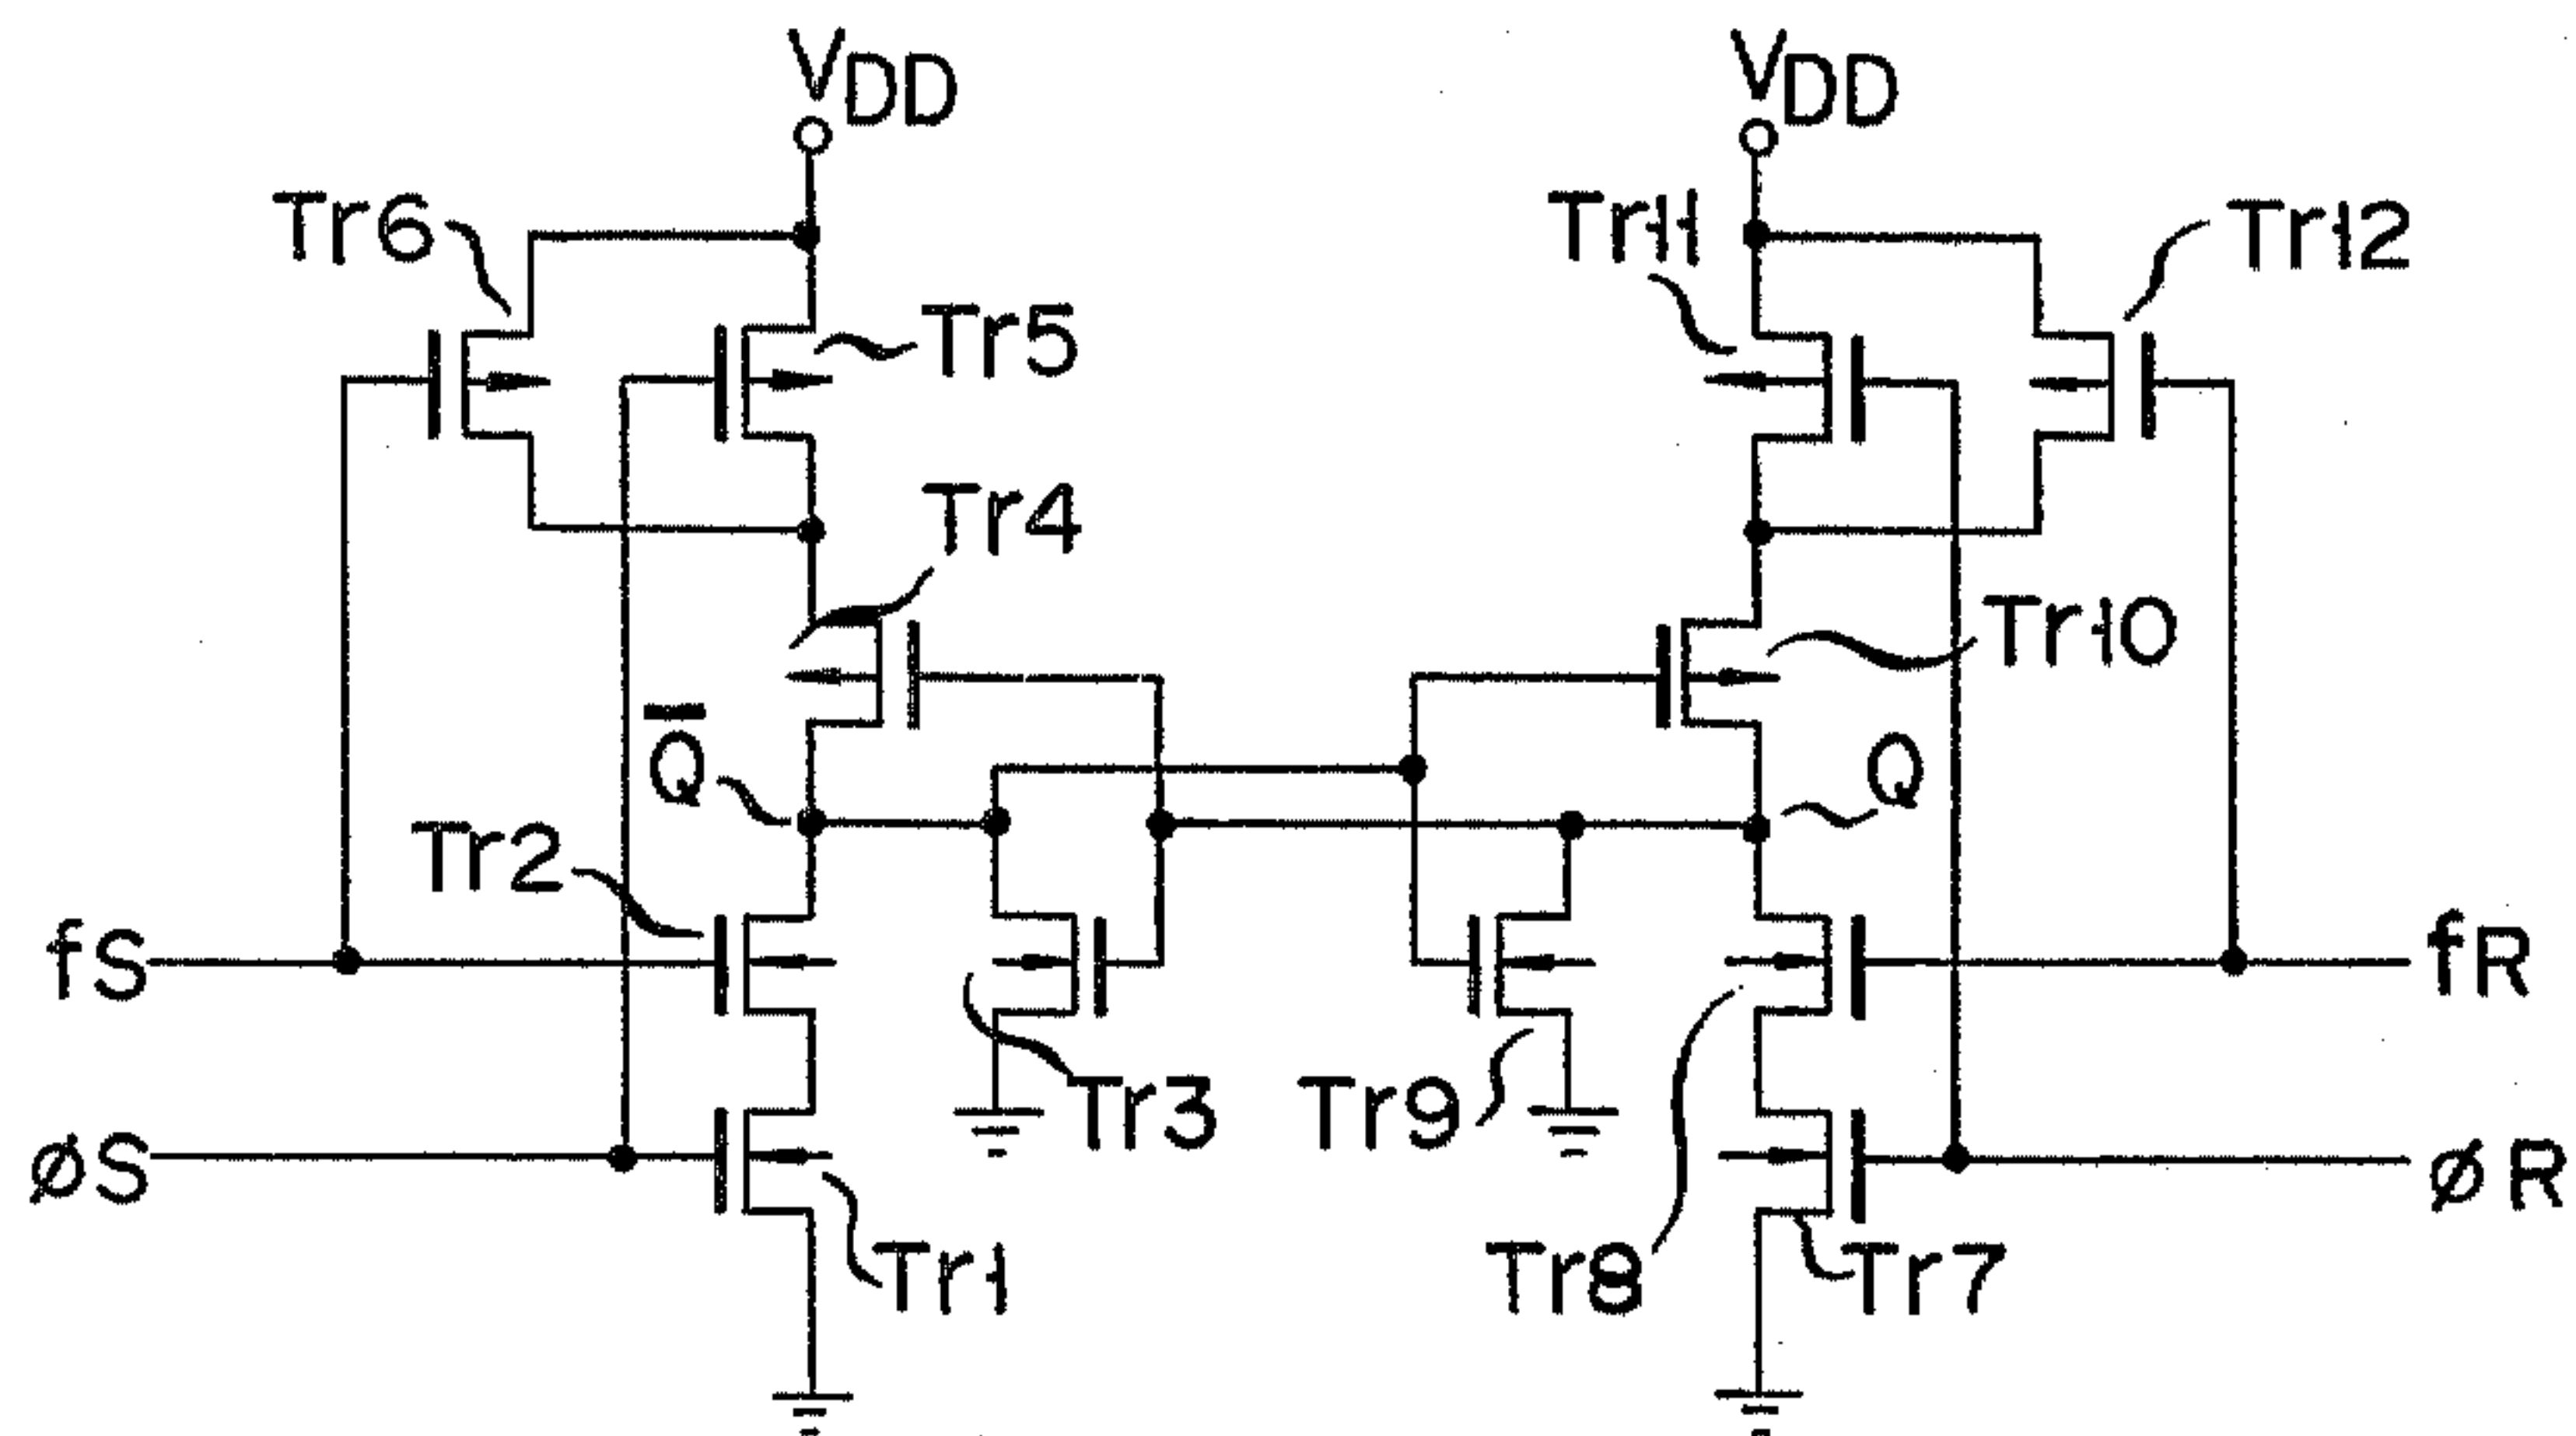 VDD
VDD
Tr6
Tr11
Tr12
Tr5
Tr4
Tr10
Q̅
Q
Tr2
fS
fR
Tr3
Tr9
øS
øR
Tr1
Tr8
Tr7